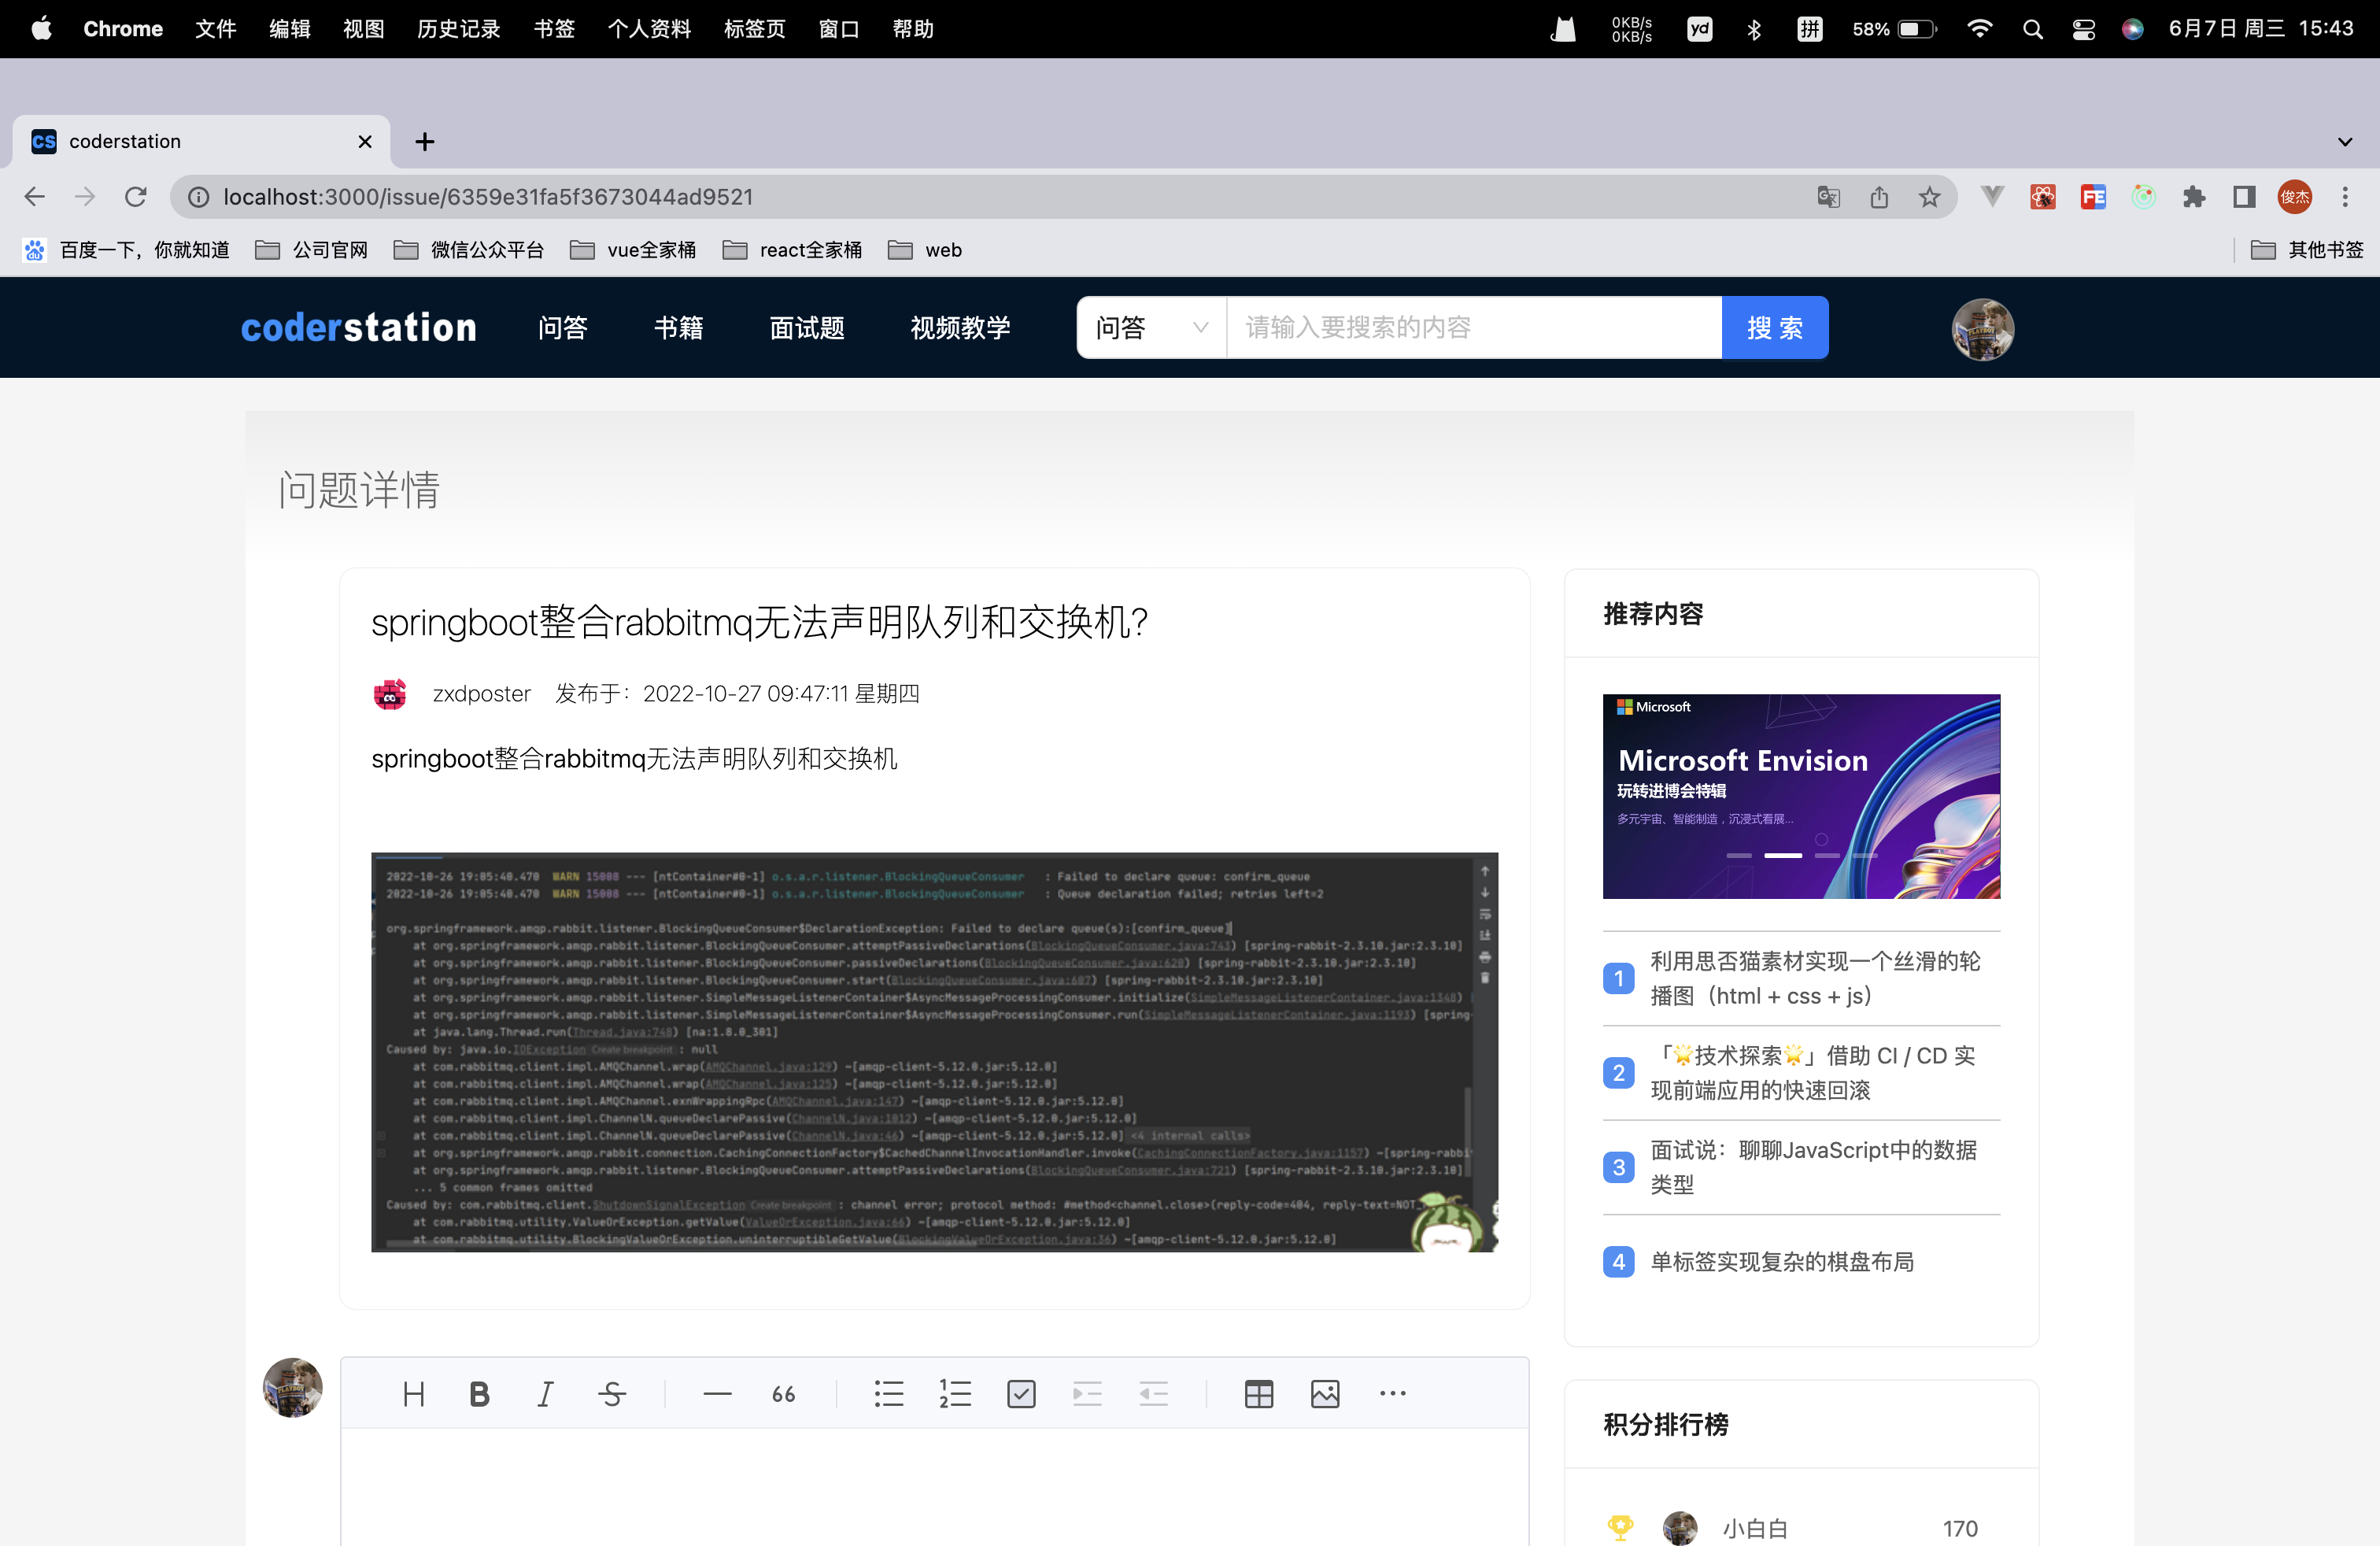 Chrome 文件 编辑 视图 历史记录 书签 个人资料 标签页 窗口 帮助 0KB/s 0KB/s yd 拼 58% 6月7日 周三 15:43
CS coderstation
localhost:3000/issue/6359e31fa5f3673044ad9521 FE 俊杰
du 百度一下，你就知道 公司官网 微信公众平台 vue全家桶 react全家桶 web 其他书签
coderstation 问答 书籍 面试题 视频教学 问答 请输入要搜索的内容 搜 索
问题详情
springboot整合rabbitmq无法声明队列和交换机?
zxdposter 发布于：2022-10-27 09:47:11 星期四
springboot整合rabbitmq无法声明队列和交换机
2022-10-26 19:05:40.470 WARN 15008 --- [ntContainer#0-1] o.s.a.r.listener.BlockingQueueConsumer : Failed to declare queue: confirm_queue
2022-10-26 19:05:40.470 WARN 15008 --- [ntContainer#0-1] o.s.a.r.listener.BlockingQueueConsumer : Queue declaration failed; retries left=2
org.springframework.amqp.rabbit.listener.BlockingQueueConsumer$DeclarationException: Failed to declare queue(s):[confirm_queue]
at org.springframework.amqp.rabbit.listener.BlockingQueueConsumer.attemptPassiveDeclarations(BlockingQueueConsumer.java:743) [spring-rabbit-2.3.10.jar:2.3.10]
at org.springframework.amqp.rabbit.listener.BlockingQueueConsumer.passiveDeclarations(BlockingQueueConsumer.java:620) [spring-rabbit-2.3.10.jar:2.3.10]
at org.springframework.amqp.rabbit.listener.BlockingQueueConsumer.start(BlockingQueueConsumer.java:607) [spring-rabbit-2.3.10.jar:2.3.10]
at org.springframework.amqp.rabbit.listener.SimpleMessageListenerContainer$AsyncMessageProcessingConsumer.initialize(SimpleMessageListenerContainer.java:1348)
at org.springframework.amqp.rabbit.listener.SimpleMessageListenerContainer$AsyncMessageProcessingConsumer.run(SimpleMessageListenerContainer.java:1193) [spring-
at java.lang.Thread.run(Thread.java:748) [na:1.8.0_301]
Caused by: java.io.IOException Create breakpoint : null
at com.rabbitmq.client.impl.AMQChannel.wrap(AMQChannel.java:129) ~[amqp-client-5.12.0.jar:5.12.0]
at com.rabbitmq.client.impl.AMQChannel.wrap(AMQChannel.java:125) ~[amqp-client-5.12.0.jar:5.12.0]
at com.rabbitmq.client.impl.AMQChannel.exnWrappingRpc(AMQChannel.java:147) ~[amqp-client-5.12.0.jar:5.12.0]
at com.rabbitmq.client.impl.ChannelN.queueDeclarePassive(ChannelN.java:1012) ~[amqp-client-5.12.0.jar:5.12.0]
at com.rabbitmq.client.impl.ChannelN.queueDeclarePassive(ChannelN.java:46) ~[amqp-client-5.12.0.jar:5.12.0] <4 internal calls>
at org.springframework.amqp.rabbit.connection.CachingConnectionFactory$CachedChannelInvocationHandler.invoke(CachingConnectionFactory.java:1157) ~[spring-rabbi
at org.springframework.amqp.rabbit.listener.BlockingQueueConsumer.attemptPassiveDeclarations(BlockingQueueConsumer.java:721) [spring-rabbit-2.3.10.jar:2.3.10]
... 5 common frames omitted
Caused by: com.rabbitmq.client.ShutdownSignalException Create breakpoint : channel error; protocol method: #method<channel.close>(reply-code=404, reply-text=NOT_
at com.rabbitmq.utility.ValueOrException.getValue(ValueOrException.java:66) ~[amqp-client-5.12.0.jar:5.12.0]
at com.rabbitmq.utility.BlockingValueOrException.uninterruptibleGetValue(BlockingValueOrException.java:36) ~[amqp-client-5.12.0.jar:5.12.0]
推荐内容
Microsoft
Microsoft Envision
玩转进博会特辑
多元宇宙、智能制造，沉浸式看展...
1 利用思否猫素材实现一个丝滑的轮
播图（html + css + js）
2 「🌟技术探索🌟」借助 CI / CD 实
现前端应用的快速回滚
3 面试说：聊聊JavaScript中的数据
类型
4 单标签实现复杂的棋盘布局
H B I S — 66 ...
积分排行榜
小白白 170